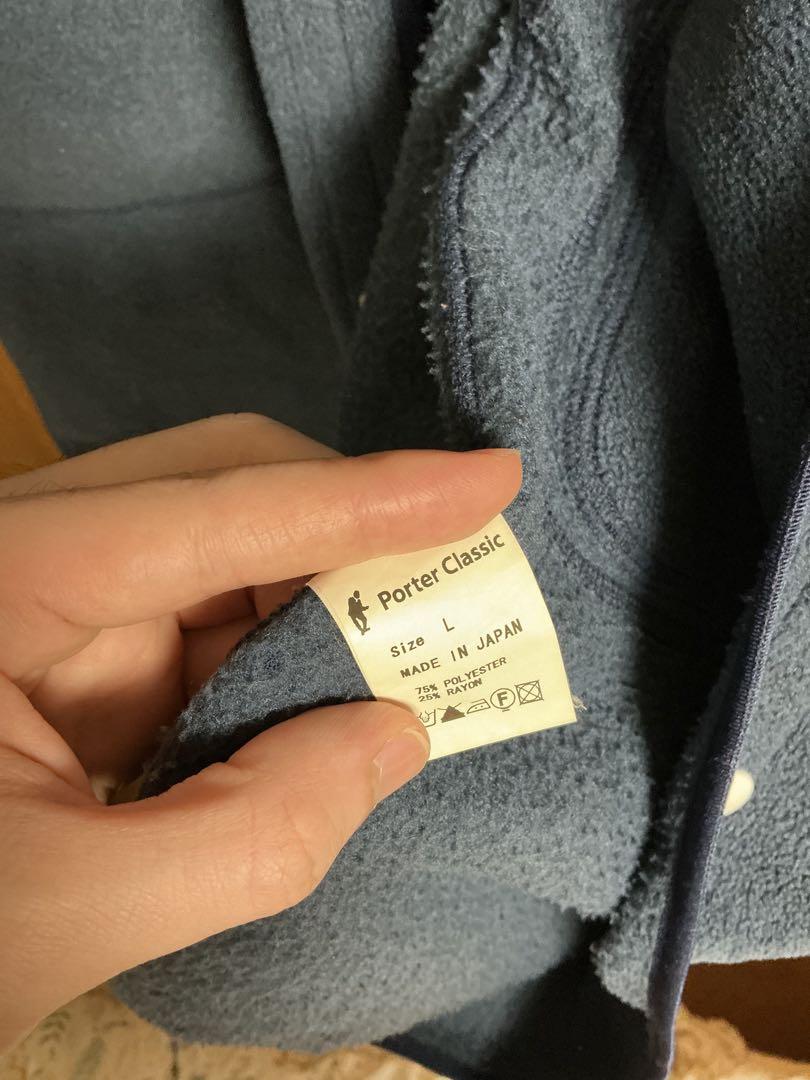 Porter Classic
Size L
MADE IN JAPAN
75% POLYESTER
25% RAYON
F